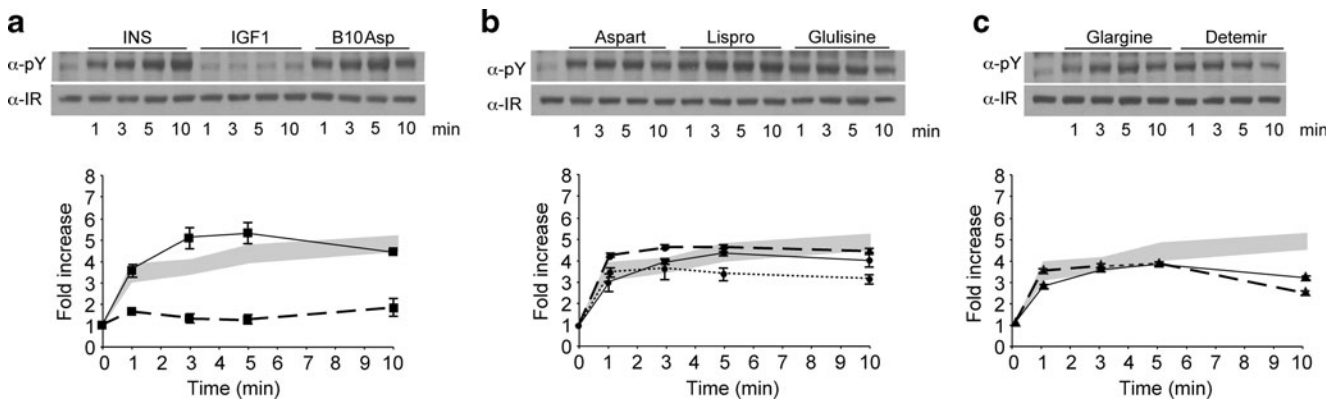 a
INS IGF1 B10Asp
α-pY
α-IR
1 3 5 10 1 3 5 10 1 3 5 10 min
8
7
6
5
4
3
2
1
0
Fold increase
0 1 2 3 4 5 6 7 8 9 10
Time (min)
b
Aspart Lispro Glulisine
α-pY
α-IR
1 3 5 10 1 3 5 10 1 3 5 10 min
8
7
6
5
4
3
2
1
0
Fold increase
0 1 2 3 4 5 6 7 8 9 10
Time (min)
c
Glargine Detemir
α-pY
α-IR
1 3 5 10 1 3 5 10 min
8
7
6
5
4
3
2
1
0
Fold increase
0 1 2 3 4 5 6 7 8 9 10
Time (min)